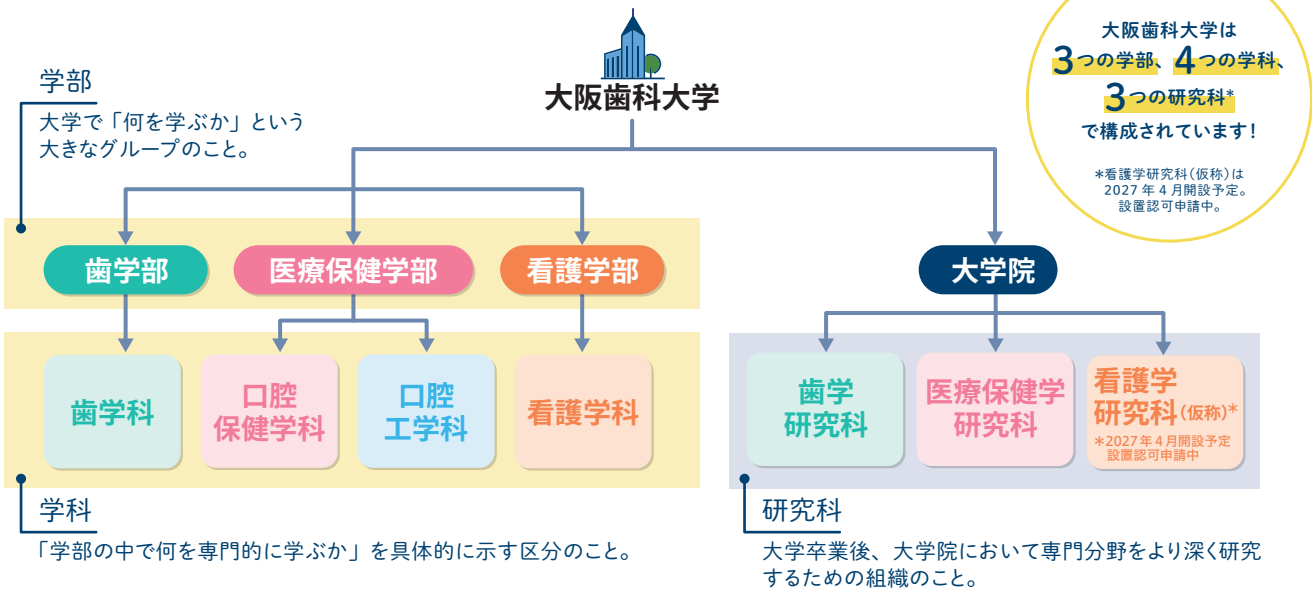 大阪歯科大学
大阪歯科大学は
3つの学部、4つの学科、
3つの研究科*
で構成されています!
*看護学研究科(仮称)は
2027年4月開設予定。
設置認可申請中。
学部
大学で「何を学ぶか」という
大きなグループのこと。
歯学部
医療保健学部
看護学部
大学院
歯学科
口腔
保健学科
口腔
工学科
看護学科
歯学
研究科
医療保健学
研究科
看護学
研究科(仮称)*
*2027年4月開設予定
設置認可申請中
学科
「学部の中で何を専門的に学ぶか」を具体的に示す区分のこと。
研究科
大学卒業後、大学院において専門分野をより深く研究
するための組織のこと。